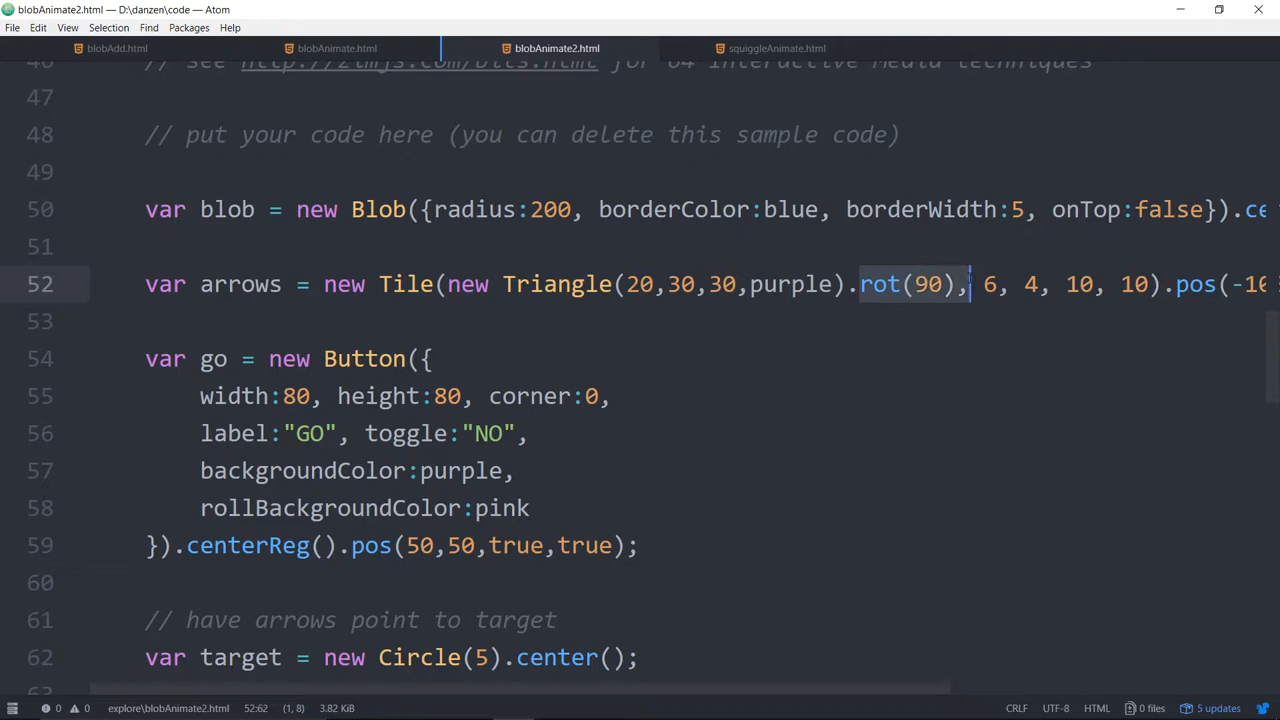 blobAnimate2.html — D:\danzen\code — Atom
File Edit View Selection Find Packages Help
blobAdd.html blobAnimate.html blobAnimate2.html squiggleAnimate.html
46 // see http://zimjs.com/bits.html for 64 Interactive Media techniques
47
48 // put your code here (you can delete this sample code)
49
50 var blob = new Blob({radius:200, borderColor:blue, borderWidth:5, onTop:false}).ce
51
52 var arrows = new Tile(new Triangle(20,30,30,purple).rot(90), 6, 4, 10, 10).pos(-10
53
54 var go = new Button({
55 width:80, height:80, corner:0,
56 label:"GO", toggle:"NO",
57 backgroundColor:purple,
58 rollBackgroundColor:pink
59 }).centerReg().pos(50,50,true,true);
60
61 // have arrows point to target
62 var target = new Circle(5).center();
63
0 0 explore\blobAnimate2.html 52:62 (1, 8) 3.82 KiB CRLF UTF-8 HTML 0 files 5 updates